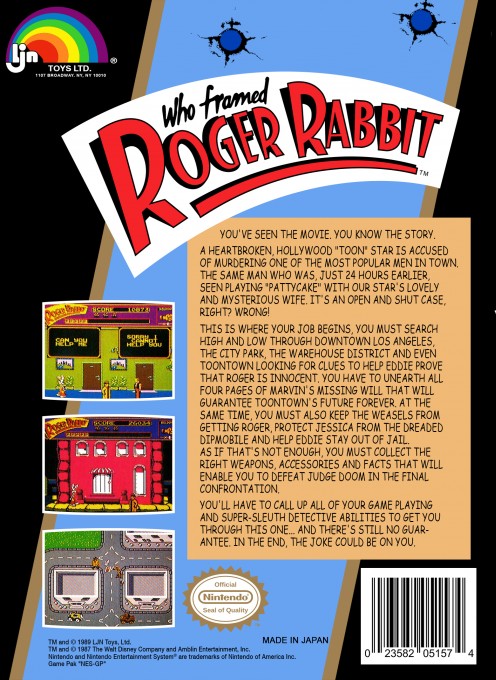 ljn
®
TOYS LTD.
1107 BROADWAY, NY, NY 10010
Who framed
ROGER RABBIT
TM
YOU'VE SEEN THE MOVIE. YOU KNOW THE STORY.
A HEARTBROKEN, HOLLYWOOD "TOON" STAR IS ACCUSED
OF MURDERING ONE OF THE MOST POPULAR MEN IN TOWN.
THE SAME MAN WHO WAS, JUST 24 HOURS EARLIER,
SEEN PLAYING "PATTYCAKE" WITH OUR STAR'S LOVELY
AND MYSTERIOUS WIFE. IT'S AN OPEN AND SHUT CASE,
RIGHT? WRONG!
THIS IS WHERE YOUR JOB BEGINS, YOU MUST SEARCH
HIGH AND LOW THROUGH DOWNTOWN LOS ANGELES,
THE CITY PARK, THE WAREHOUSE DISTRICT AND EVEN
TOONTOWN LOOKING FOR CLUES TO HELP EDDIE PROVE
THAT ROGER IS INNOCENT. YOU HAVE TO UNEARTH ALL
FOUR PAGES OF MARVIN'S MISSING WILL THAT WILL
GUARANTEE TOONTOWN'S FUTURE FOREVER. AT THE
SAME TIME, YOU MUST ALSO KEEP THE WEASELS FROM
GETTING ROGER, PROTECT JESSICA FROM THE DREADED
DIPMOBILE AND HELP EDDIE STAY OUT OF JAIL.
AS IF THAT'S NOT ENOUGH, YOU MUST COLLECT THE
RIGHT WEAPONS, ACCESSORIES AND FACTS THAT WILL
ENABLE YOU TO DEFEAT JUDGE DOOM IN THE FINAL
CONFRONTATION.
YOU'LL HAVE TO CALL UP ALL OF YOUR GAME PLAYING
AND SUPER-SLEUTH DETECTIVE ABILITIES TO GET YOU
THROUGH THIS ONE... AND THERE'S STILL NO GUAR-
ANTEE. IN THE END, THE JOKE COULD BE ON YOU.
SCORE 10873
CAN YOU
HELP ME
SORRY I
CANNOT
HELP YOU
SCORE 26034
Official
Nintendo®
Seal of Quality
MADE IN JAPAN
TM and © 1989 LJN Toys, Ltd.
TM and © 1987 The Walt Disney Company and Amblin Entertainment, Inc.
Nintendo and Nintendo Entertainment System® are trademarks of Nintendo of America Inc.
Game Pak "NES-GP"
0 23582 05157 4